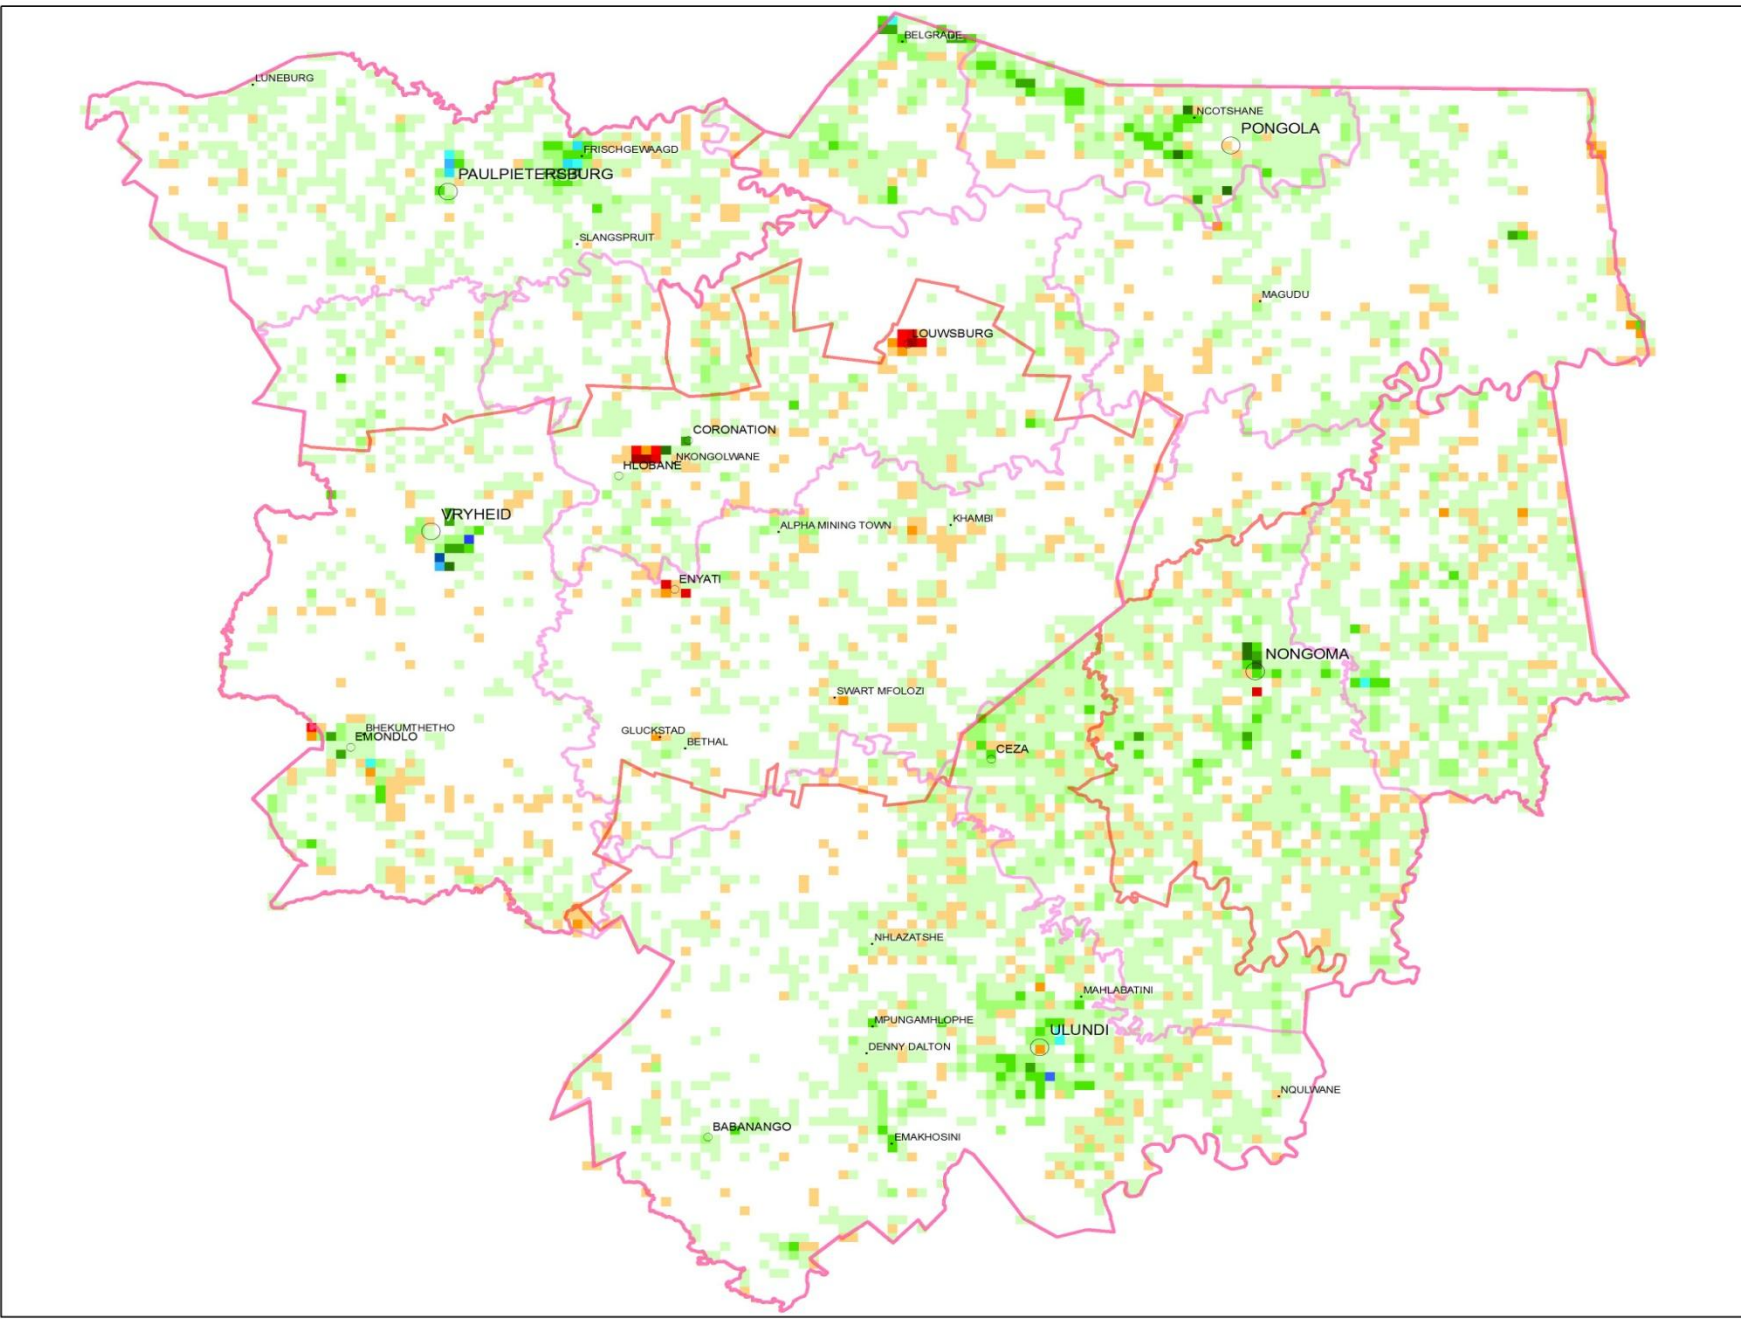 BELGRADE
LUNEBURG
NCOTSHANE
PONGOLA
FRISCHGEWAAGD
PAULPIETERSBURG
SLANGSPRUIT
MAGUDU
LOUWSBURG
CORONATION
NKONGOLWANE
HLOBANE
VRYHEID
KHAMBI
ALPHA MINING TOWN
ENYATI
NONGOMA
SWART MFOLOZI
BHEKUMTHETHO
GLUCKSTAD
EMONDLO
BETHAL
CEZA
NHLAZATSHE
MAHLABATINI
MPUNGAMHLOPHE
ULUNDI
DENNY DALTON
NQULWANE
BABANANGO
EMAKHOSINI